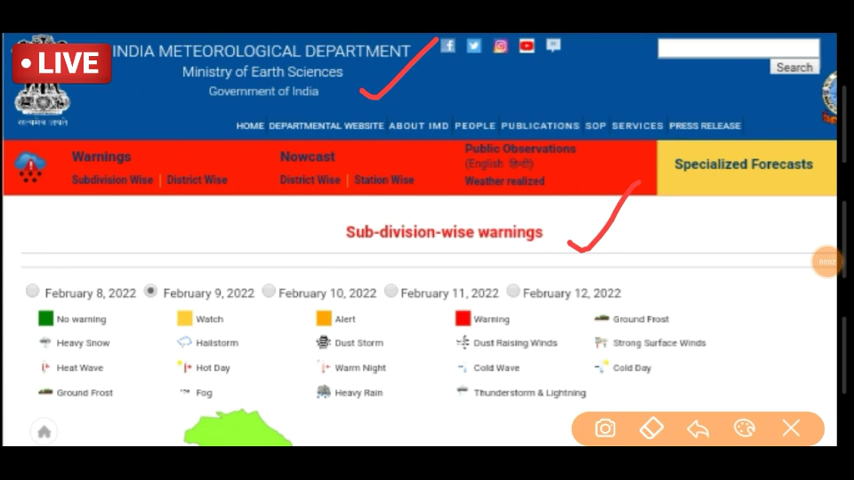 LIVE
INDIA METEOROLOGICAL DEPARTMENT
Ministry of Earth Sciences
Government of India
सत्यमेव जयते
Search
HOME DEPARTMENTAL WEBSITE ABOUT IMD PEOPLE PUBLICATIONS SOP SERVICES PRESS RELEASE
Warnings
Subdivision Wise | District Wise
Nowcast
District Wise | Station Wise
Public Observations
(English हिन्दी)
Weather realized
Specialized Forecasts
Sub-division-wise warnings
February 8, 2022 February 9, 2022 February 10, 2022 February 11, 2022 February 12, 2022
No warning Watch Alert Warning Ground Frost
Heavy Snow Hailstorm Dust Storm Dust Raising Winds Strong Surface Winds
Heat Wave Hot Day Warm Night Cold Wave Cold Day
Ground Frost Fog Heavy Rain Thunderstorm & Lightning